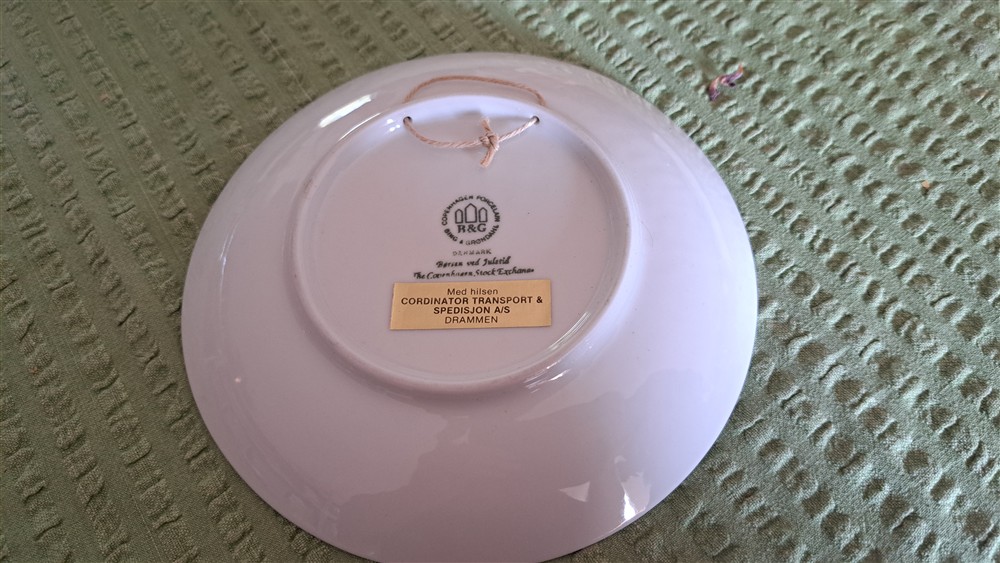 COPENHAGEN PORCELAIN
B&G
BING & GRØNDAHL
DENMARK
Børsen ved Juletid
The Copenhagen Stock Exchange
Med hilsen
CORDINATOR TRANSPORT &
SPEDISJON A/S
DRAMMEN